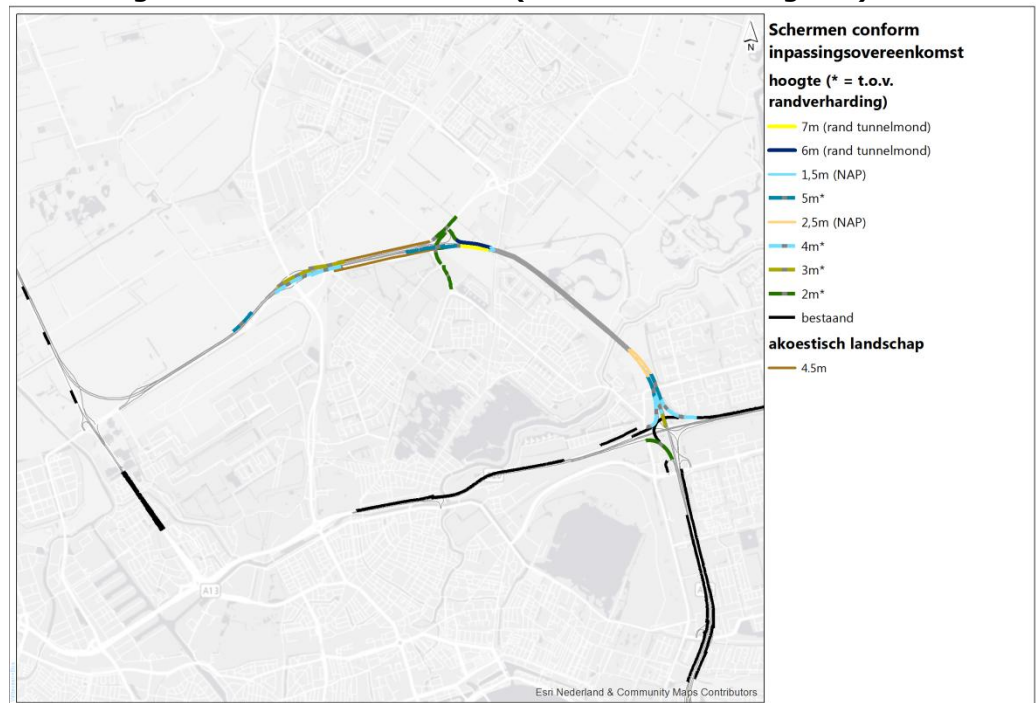 N
Schermen conform
inpassingsovereenkomst
hoogte (* = t.o.v.
randverharding)
7m (rand tunnelmond)
6m (rand tunnelmond)
1,5m (NAP)
5m*
2,5m (NAP)
4m*
3m*
2m*
bestaand
akoestisch landschap
4.5m
A13
Esri Nederland & Community Maps Contributors